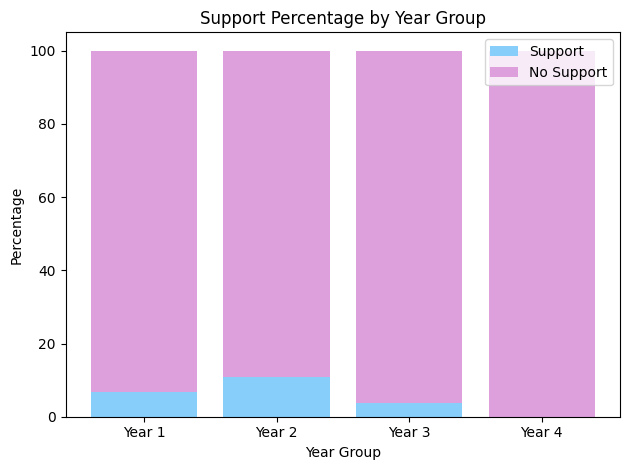 Support Percentage by Year Group
Support
No Support
100
80
60
40
20
0
Percentage
Year 1 Year 2 Year 3 Year 4
Year Group